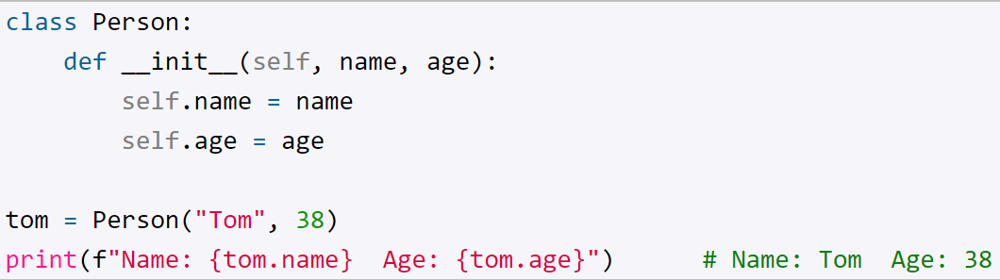 class Person:
    def __init__(self, name, age):
        self.name = name
        self.age = age

tom = Person("Tom", 38)
print(f"Name: {tom.name}  Age: {tom.age}")      # Name: Tom  Age: 38